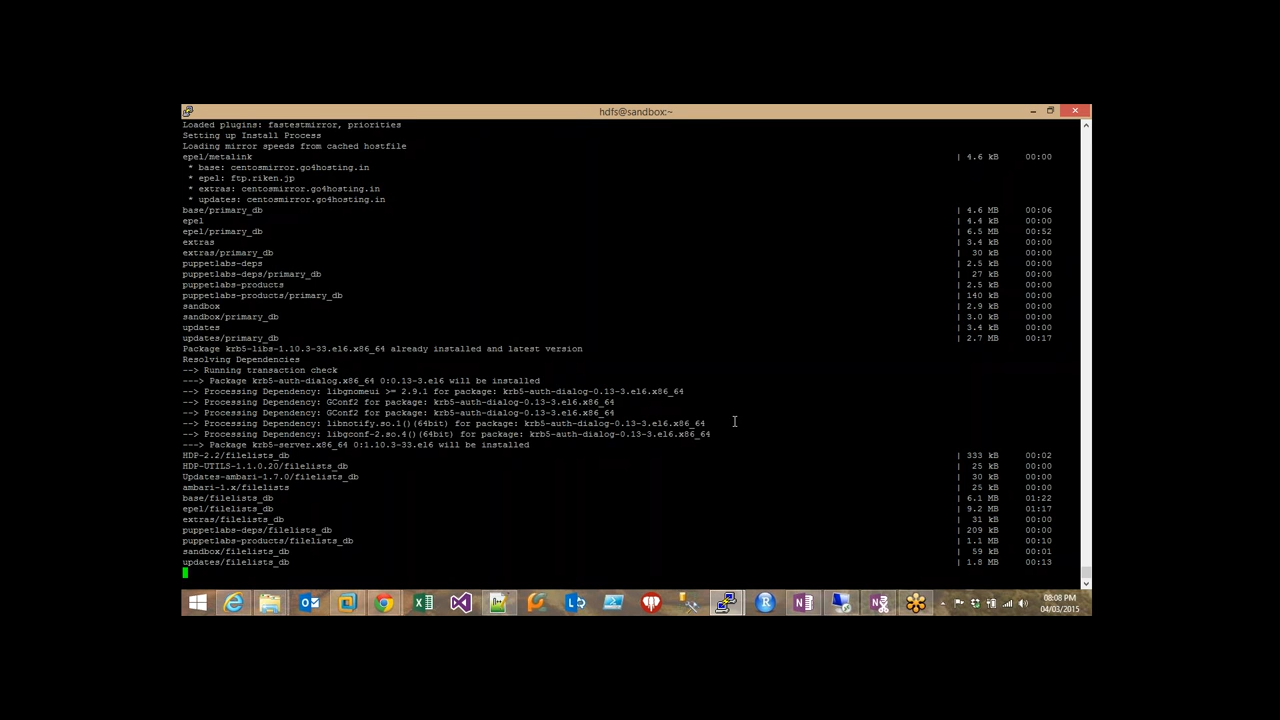 hdfs@sandbox:~
Loaded plugins: fastestmirror, priorities
Setting up Install Process
Loading mirror speeds from cached hostfile
epel/metalink | 4.6 kB 00:00
* base: centosmirror.go4hosting.in
* epel: ftp.riken.jp
* extras: centosmirror.go4hosting.in
* updates: centosmirror.go4hosting.in
base/primary_db | 4.6 MB 00:06
epel | 4.4 kB 00:00
epel/primary_db | 6.5 MB 00:52
extras | 3.4 kB 00:00
extras/primary_db | 30 kB 00:00
puppetlabs-deps | 2.5 kB 00:00
puppetlabs-deps/primary_db | 27 kB 00:00
puppetlabs-products | 2.5 kB 00:00
puppetlabs-products/primary_db | 140 kB 00:00
sandbox | 2.9 kB 00:00
sandbox/primary_db | 3.0 kB 00:00
updates | 3.4 kB 00:00
updates/primary_db | 2.7 MB 00:17
Package krb5-libs-1.10.3-33.el6.x86_64 already installed and latest version
Resolving Dependencies
--> Running transaction check
---> Package krb5-auth-dialog.x86_64 0:0.13-3.el6 will be installed
--> Processing Dependency: libgnomeui >= 2.9.1 for package: krb5-auth-dialog-0.13-3.el6.x86_64
--> Processing Dependency: GConf2 for package: krb5-auth-dialog-0.13-3.el6.x86_64
--> Processing Dependency: GConf2 for package: krb5-auth-dialog-0.13-3.el6.x86_64
--> Processing Dependency: libnotify.so.1()(64bit) for package: krb5-auth-dialog-0.13-3.el6.x86_64
--> Processing Dependency: libgconf-2.so.4()(64bit) for package: krb5-auth-dialog-0.13-3.el6.x86_64
---> Package krb5-server.x86_64 0:1.10.3-33.el6 will be installed
HDP-2.2/filelists_db | 333 kB 00:02
HDP-UTILS-1.1.0.20/filelists_db | 25 kB 00:00
Updates-ambari-1.7.0/filelists_db | 30 kB 00:00
ambari-1.x/filelists | 25 kB 00:00
base/filelists_db | 6.1 MB 01:22
epel/filelists_db | 9.2 MB 01:17
extras/filelists_db | 31 kB 00:00
puppetlabs-deps/filelists_db | 209 kB 00:00
puppetlabs-products/filelists_db | 1.1 MB 00:10
sandbox/filelists_db | 59 kB 00:01
updates/filelists_db | 1.8 MB 00:13
08:08 PM
04/03/2015